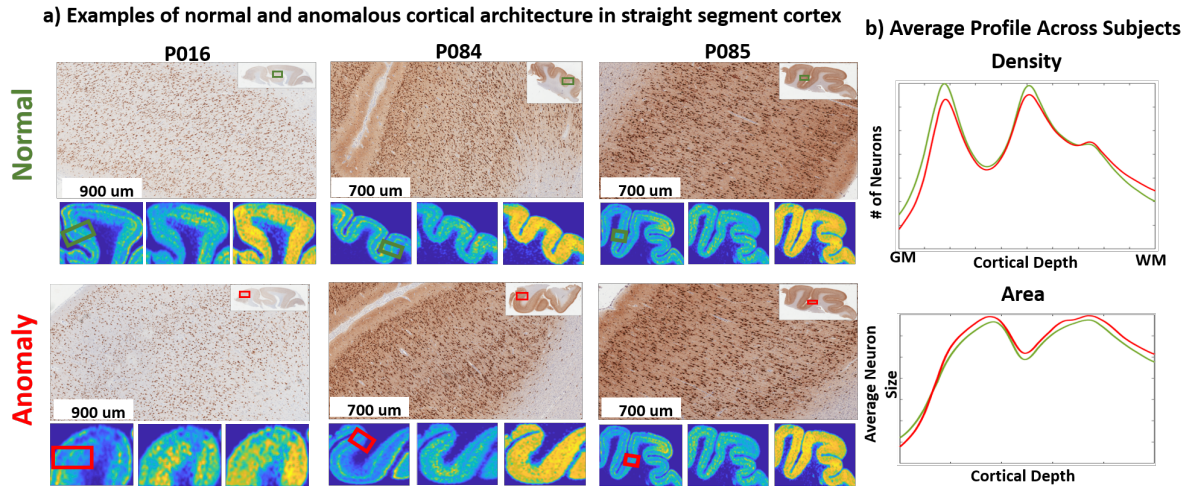 a) Examples of normal and anomalous cortical architecture in straight segment cortex
b) Average Profile Across Subjects
P016
P084
P085
Normal
900 um
700 um
700 um
Anomaly
900 um
700 um
700 um
Density
# of Neurons
GM
Cortical Depth
WM
Area
Average Neuron
Size
Cortical Depth